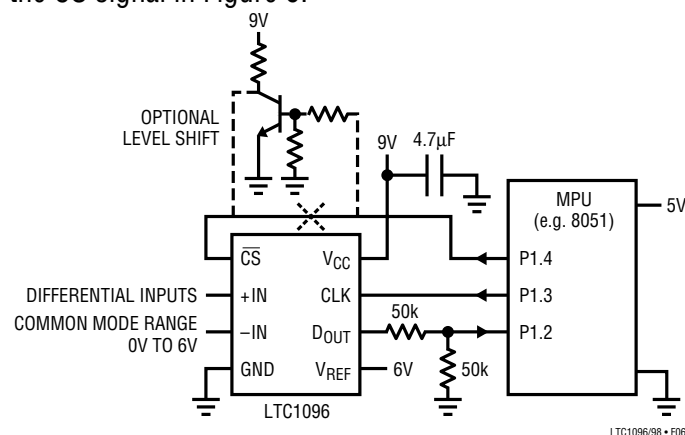 the CS signal in Figure 6.
9V
OPTIONAL
LEVEL SHIFT
9V
4.7µF
MPU
(e.g. 8051)
5V
CS
VCC
P1.4
DIFFERENTIAL INPUTS
+IN
CLK
P1.3
COMMON MODE RANGE
0V TO 6V
–IN
DOUT
50k
P1.2
GND
VREF
6V
50k
LTC1096
LTC1096/98 • F06